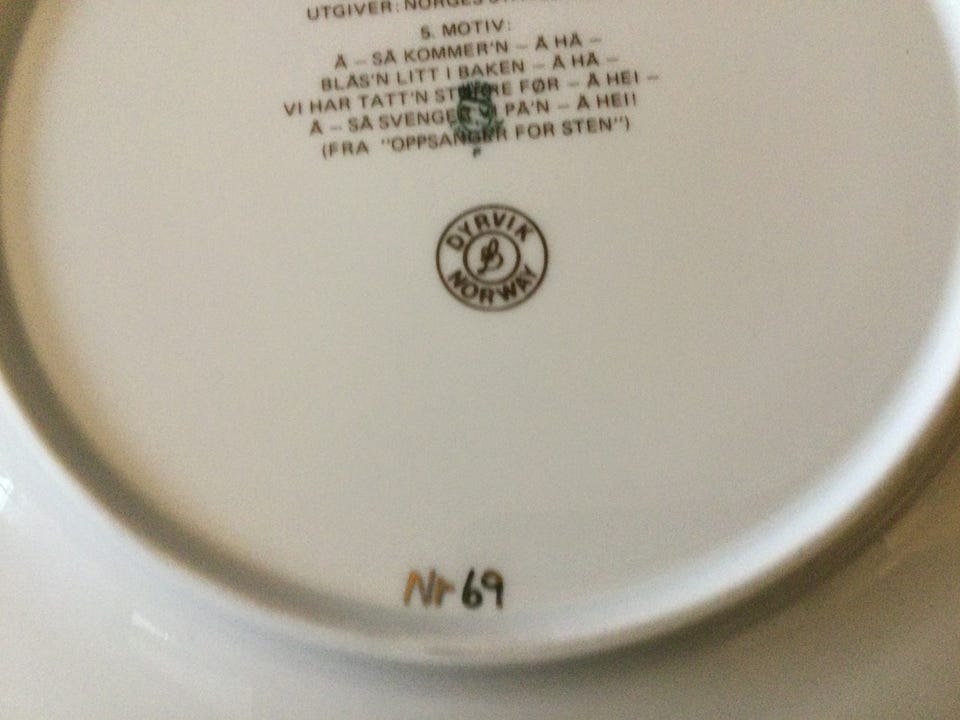 UTGIVER: NORGES
5. MOTIV:
Å – SÅ KOMMER'N – Å HÅ –
BLÅS'N LITT I BAKEN – Å HÅ –
VI HAR TATT'N FØR – Å HEI –
Å – SÅ SVENGER PÅ'N – Å HEI!
(FRA "OPPSANGER FOR STEN")
DYRVIK
NORWAY
Nr 69